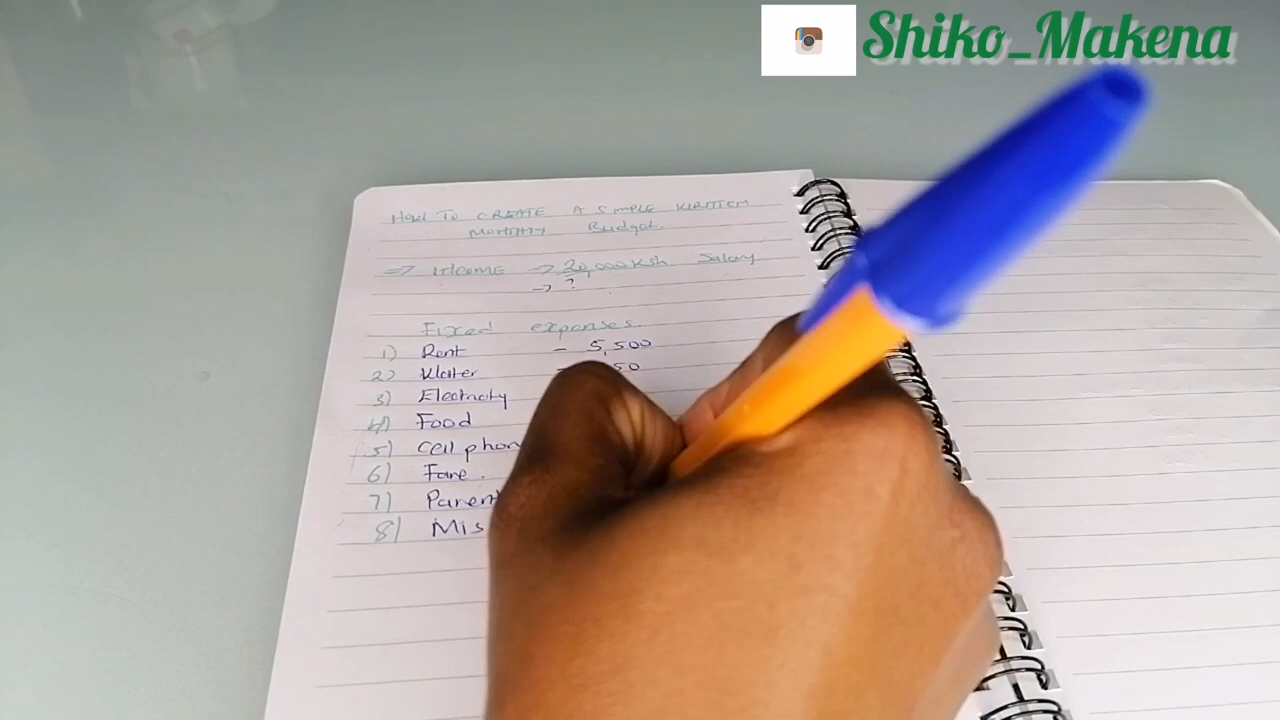 Shiko_Makena
HOW TO CREATE A SIMPLE WRITTEN
MONTHLY Budget.
⇒ INCOME → 20,000 Ksh Salary
→ ?
Fixed expenses.
1) Rent – 5,500
2) Water – 50
3) Electricity
4) Food
5) Cell phon
6) Fare.
7) Parent
8) Mis